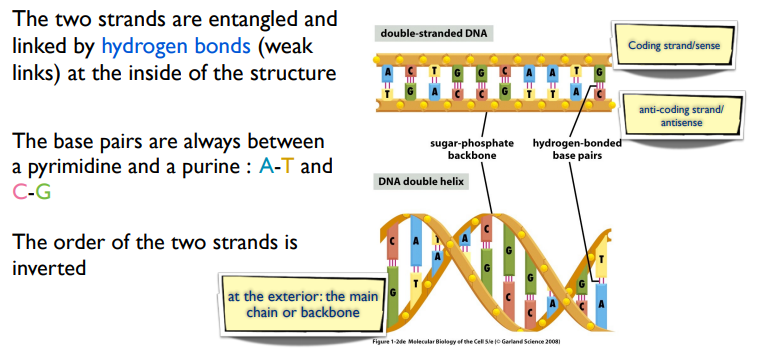 The two strands are entangled and
linked by hydrogen bonds (weak
links) at the inside of the structure
The base pairs are always between
a pyrimidine and a purine : A-T and
C-G
The order of the two strands is
inverted
at the exterior: the main
chain or backbone
double-stranded DNA
Coding strand/sense
A C T G G C A A T G
T G A C C G T T A C
anti-coding strand/
antisense
sugar-phosphate
backbone
hydrogen-bonded
base pairs
DNA double helix
C A T A C G G A G T
G T A G C C C A
Figure 1-2de Molecular Biology of the Cell 5/e (© Garland Science 2008)